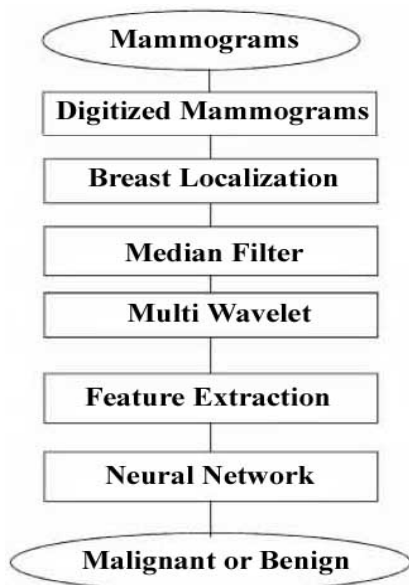 Mammograms
Digitized Mammograms
Breast Localization
Median Filter
Multi Wavelet
Feature Extraction
Neural Network
Malignant or Benign